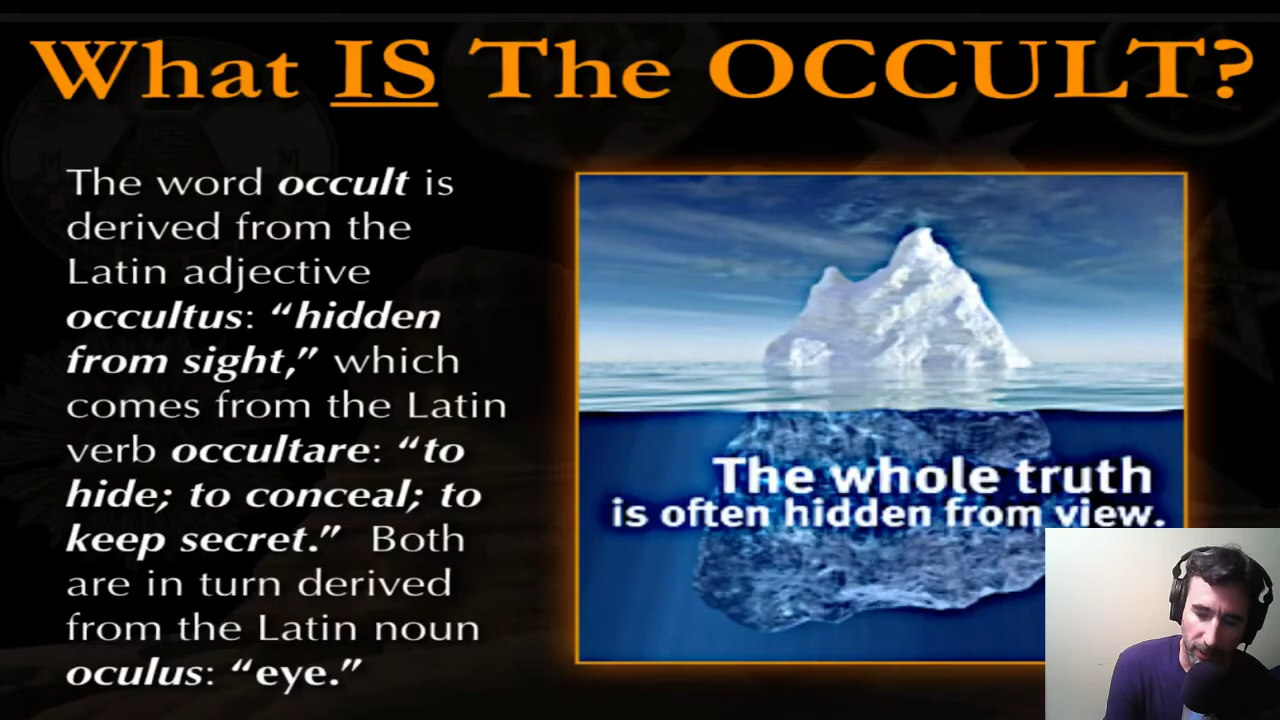 What IS The OCCULT?
The word occult is
derived from the
Latin adjective
occultus: “hidden
from sight,” which
comes from the Latin
verb occultare: “to
hide; to conceal; to
keep secret.” Both
are in turn derived
from the Latin noun
oculus: “eye.”
The whole truth
is often hidden from view.